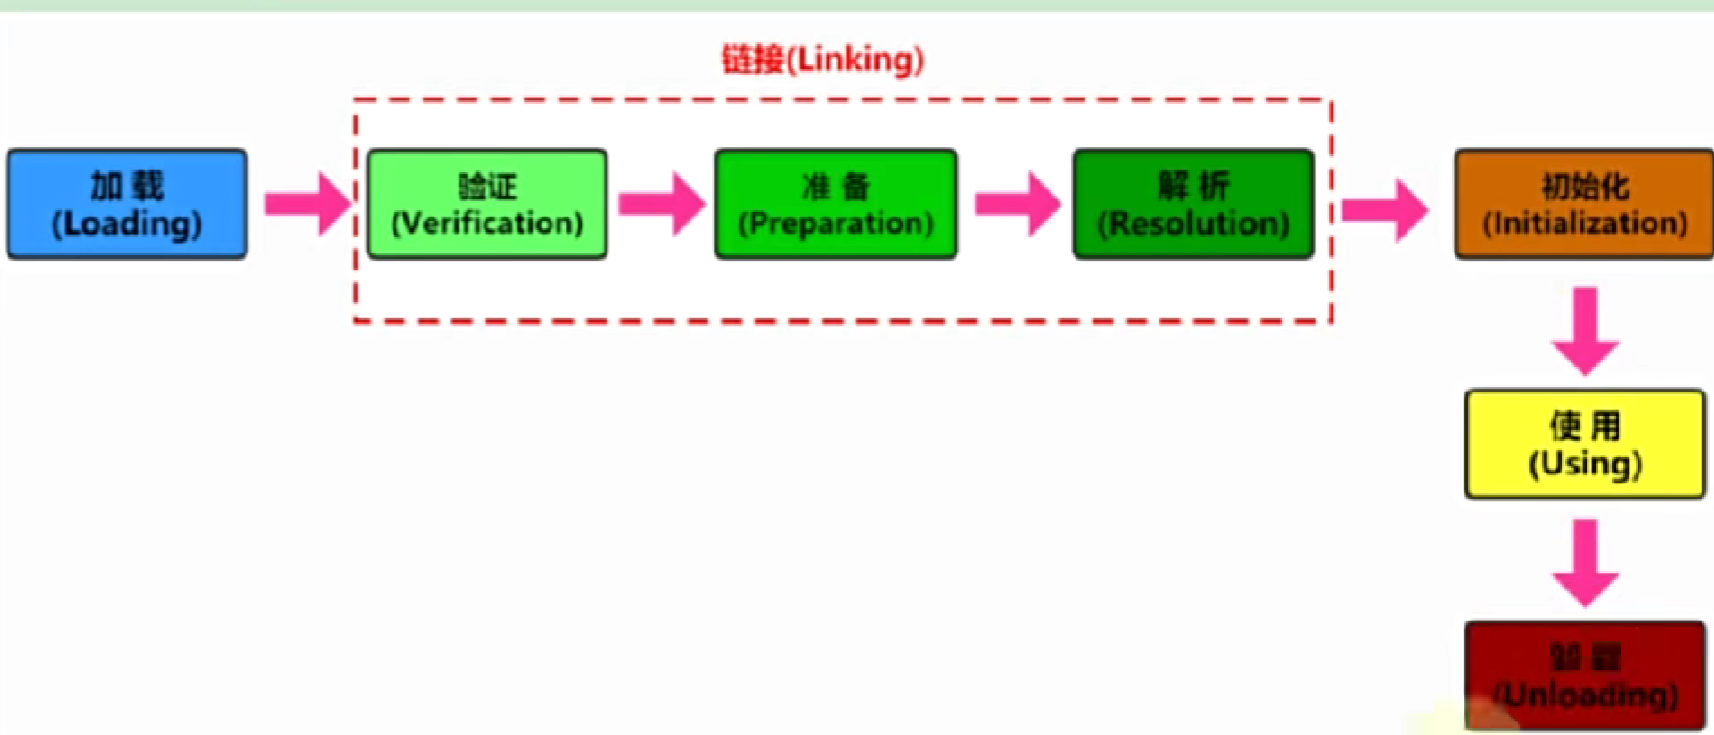 链接(Linking)
加 载
(Loading)
验证
(Verification)
准 备
(Preparation)
解 析
(Resolution)
初始化
(Initialization)
使 用
(Using)
卸 载
(Unloading)